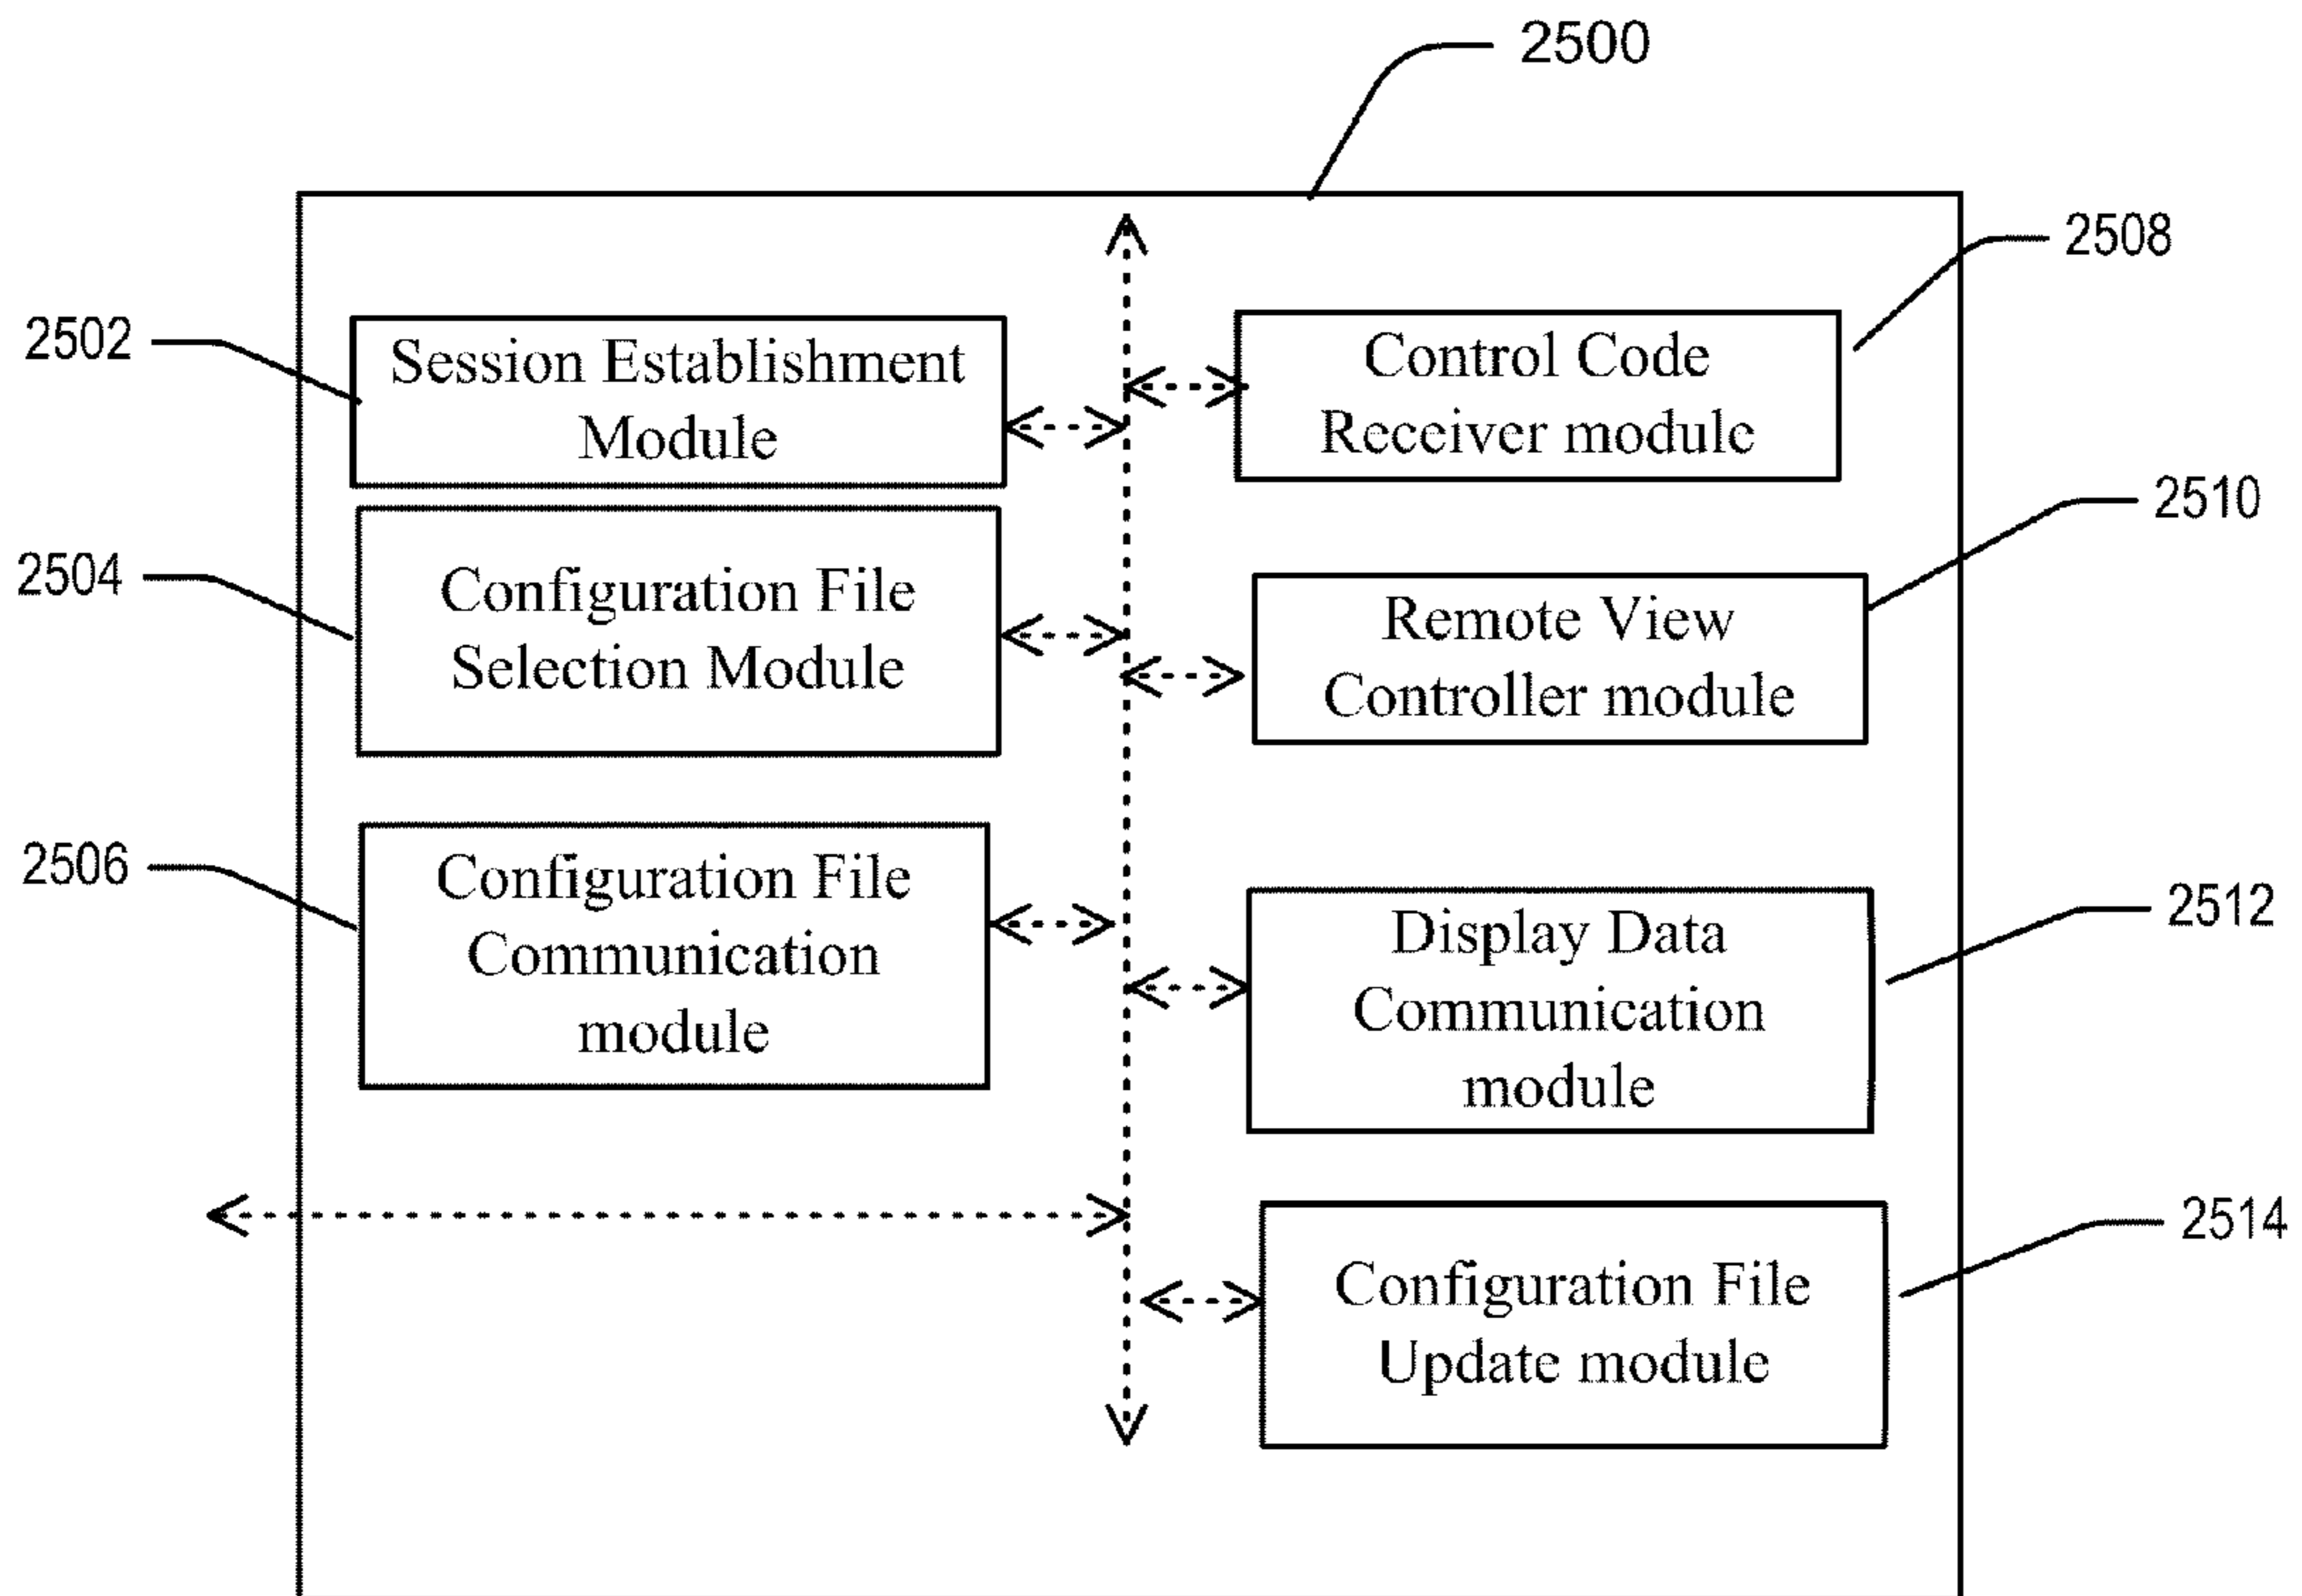 2500
2502
Session Establishment
Module
2504
Configuration File
Selection Module
2506
Configuration File
Communication
module
2508
Control Code
Receiver module
2510
Remote View
Controller module
2512
Display Data
Communication
module
2514
Configuration File
Update module